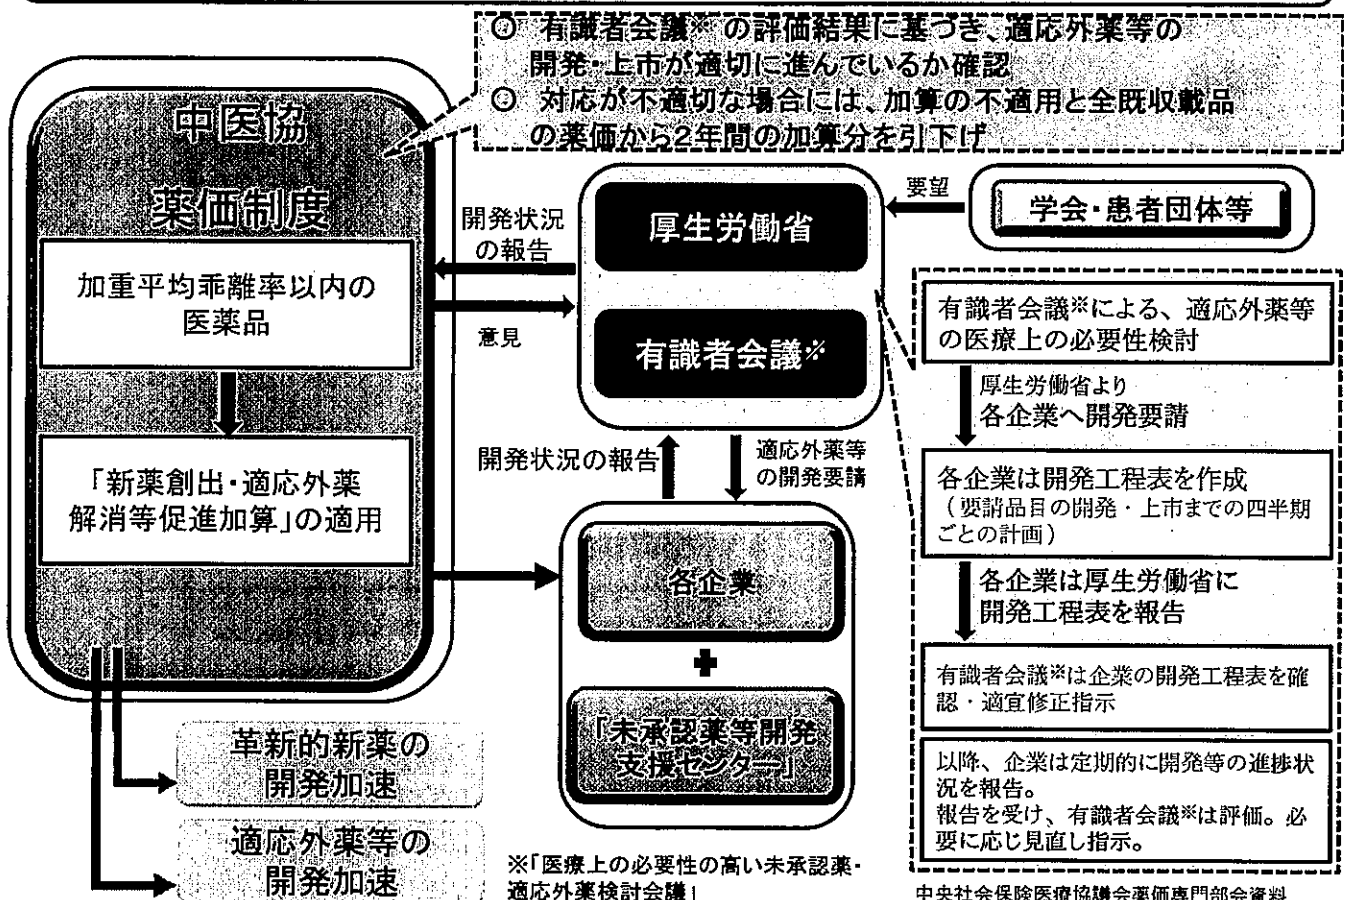 ○ 有識者会議※ の評価結果に基づき、適応外薬等の
開発・上市が適切に進んでいるか確認
○ 対応が不適切な場合には、加算の不適用と全既収載品
の薬価から2年間の加算分を引下げ
中医協
薬価制度
加重平均乖離率以内の
医薬品
「新薬創出・適応外薬
解消等促進加算」の適用
開発状況
の報告
意見
厚生労働省
有識者会議※
要望
学会・患者団体等
開発状況の報告
適応外薬等
の開発要請
各企業
+
「未承認薬等開発
支援センター」
革新的新薬の
開発加速
適応外薬等の
開発加速
有識者会議※による、適応外薬等
の医療上の必要性検討
厚生労働省より
各企業へ開発要請
各企業は開発工程表を作成
（要請品目の開発・上市までの四半期
ごとの計画）
各企業は厚生労働省に
開発工程表を報告
有識者会議※は企業の開発工程表を確
認・適宜修正指示
以降、企業は定期的に開発等の進捗状
況を報告。
報告を受け、有識者会議※は評価。必
要に応じ見直し指示。
※「医療上の必要性の高い未承認薬・
適応外薬検討会議」
中央社会保険医療協議会薬価専門部会資料